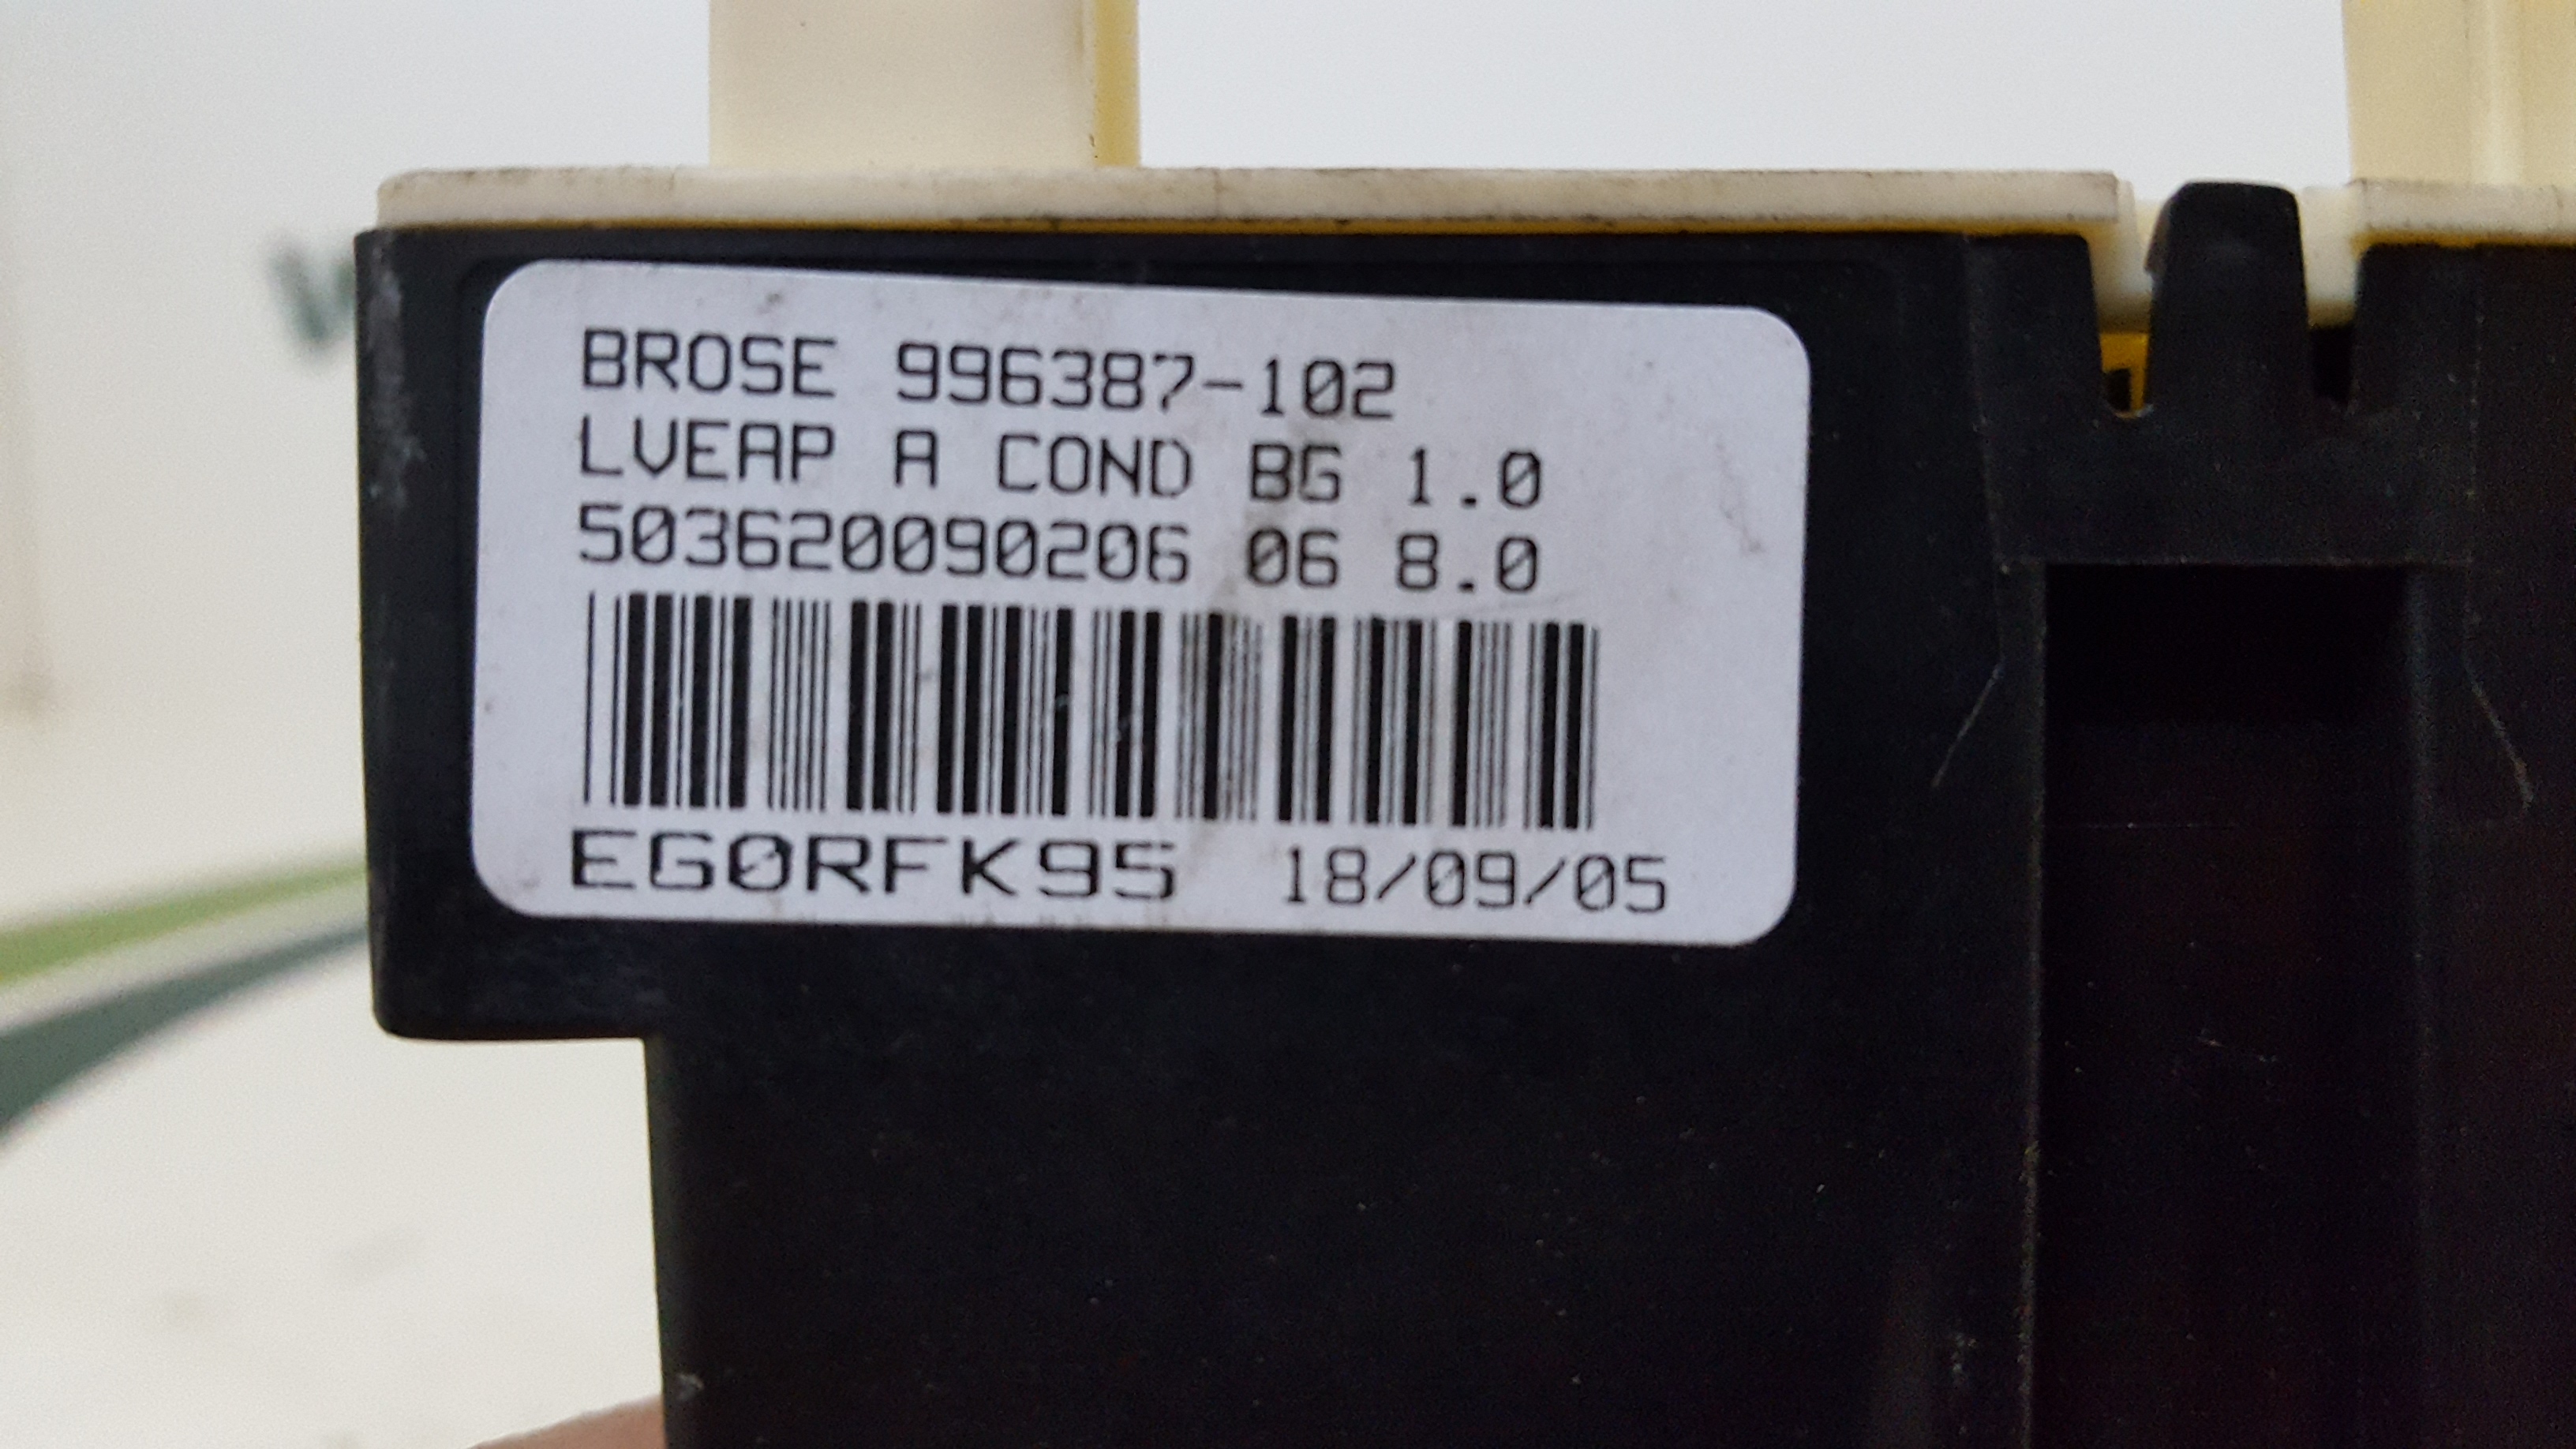 BROSE 996387-102
LVEAP A COND BG 1.0
503620090206 06 8.0
EG0RFK95 18/09/05